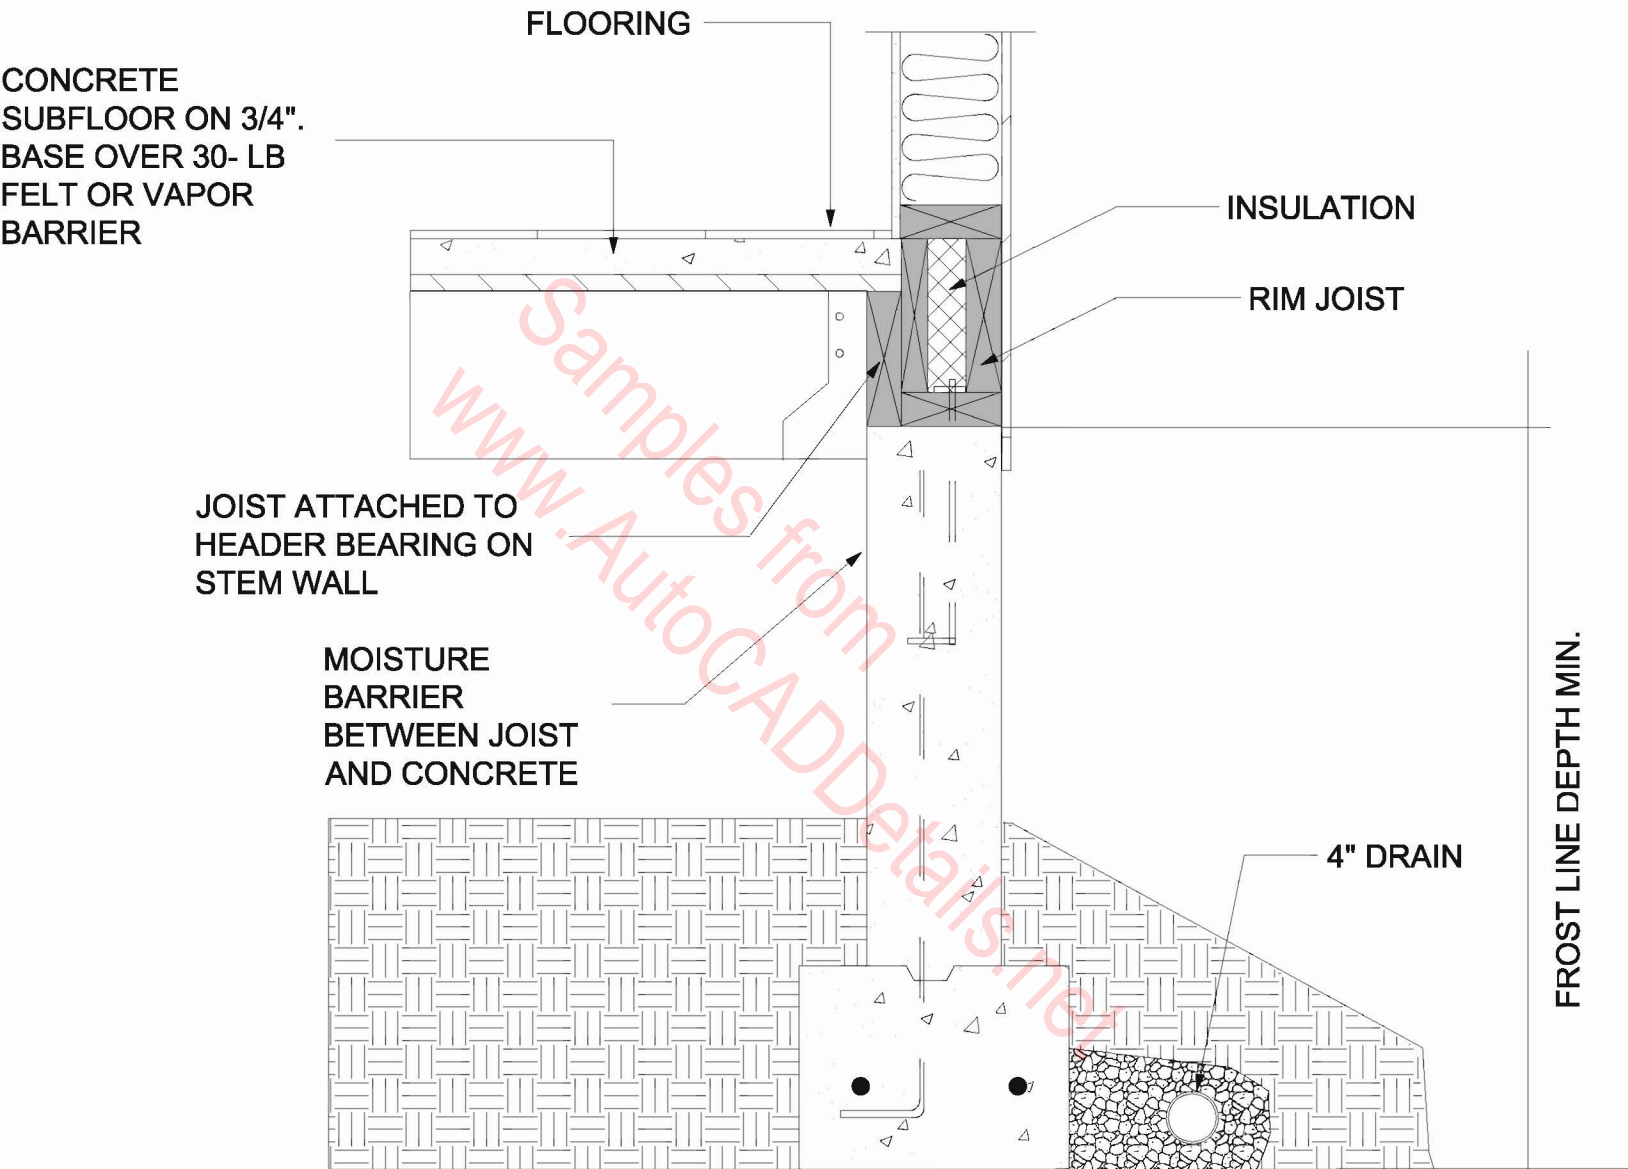 FLOORING
CONCRETE
SUBFLOOR ON 3/4".
BASE OVER 30- LB
FELT OR VAPOR
BARRIER
INSULATION
RIM JOIST
JOIST ATTACHED TO
HEADER BEARING ON
STEM WALL
MOISTURE
BARRIER
BETWEEN JOIST
AND CONCRETE
4" DRAIN
FROST LINE DEPTH MIN.
Samples from
www.AutoCADDetails.net